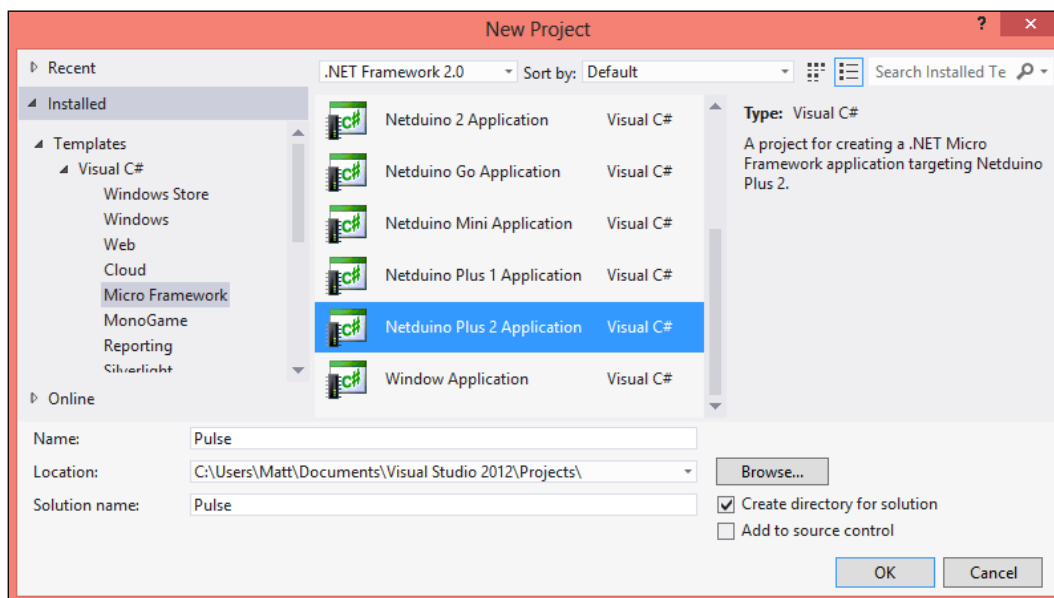 New Project
?
Recent
.NET Framework 2.0 Sort by: Default Search Installed Te
Installed
Templates
Visual C#
Windows Store
Windows
Web
Cloud
Micro Framework
MonoGame
Reporting
Silverlight
Online
Netduino 2 Application Visual C#
Netduino Go Application Visual C#
Netduino Mini Application Visual C#
Netduino Plus 1 Application Visual C#
Netduino Plus 2 Application Visual C#
Window Application Visual C#
Type: Visual C#
A project for creating a .NET Micro
Framework application targeting Netduino
Plus 2.
Name: Pulse
Location: C:\Users\Matt\Documents\Visual Studio 2012\Projects\ Browse...
Solution name: Pulse
Create directory for solution
Add to source control
OK Cancel